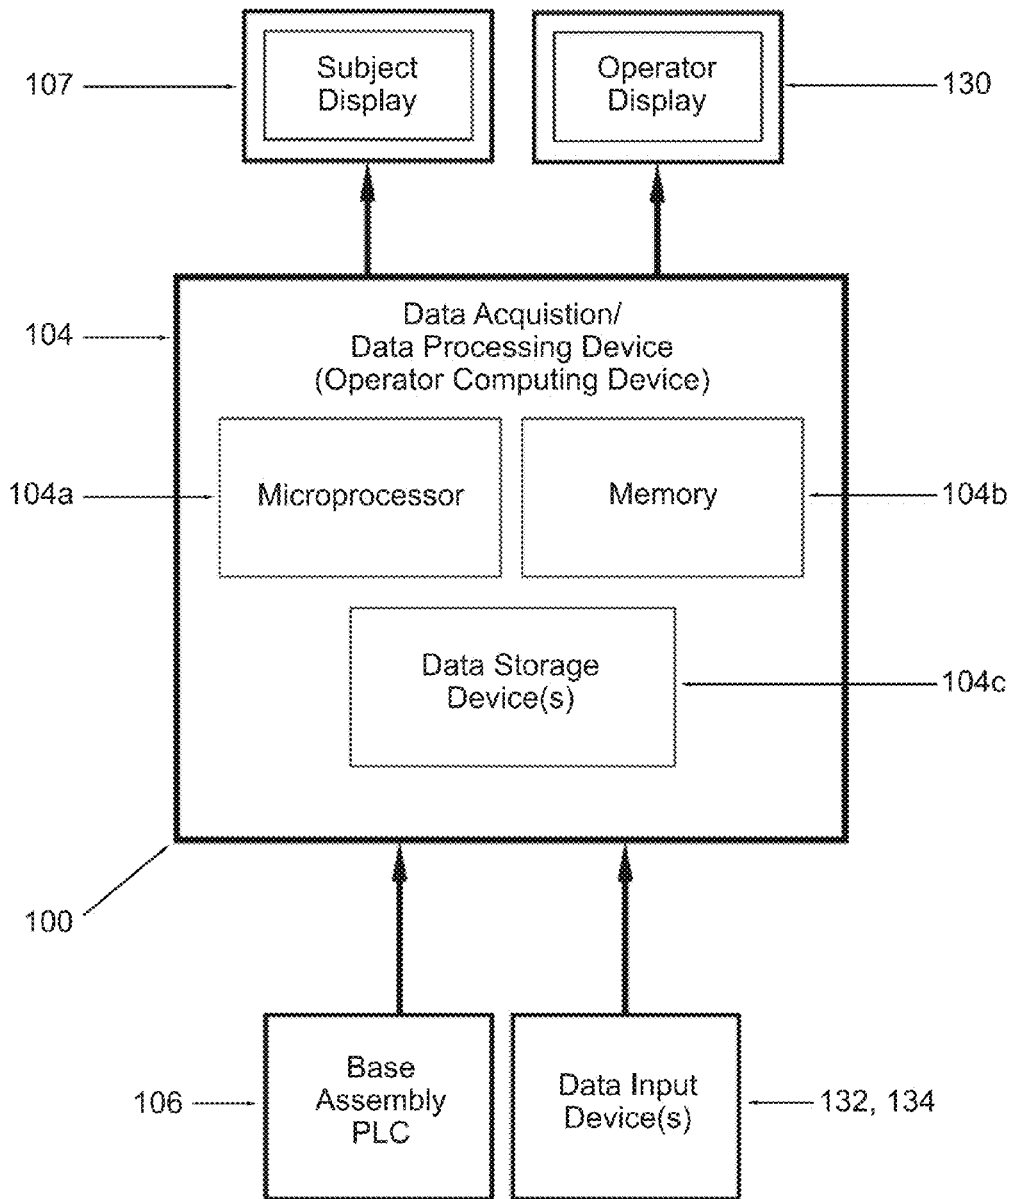 107
Subject
Display
Operator
Display
130
104
Data Acquistion/
Data Processing Device
(Operator Computing Device)
104a
Microprocessor
Memory
104b
Data Storage
Device(s)
104c
100
106
Base
Assembly
PLC
Data Input
Device(s)
132, 134